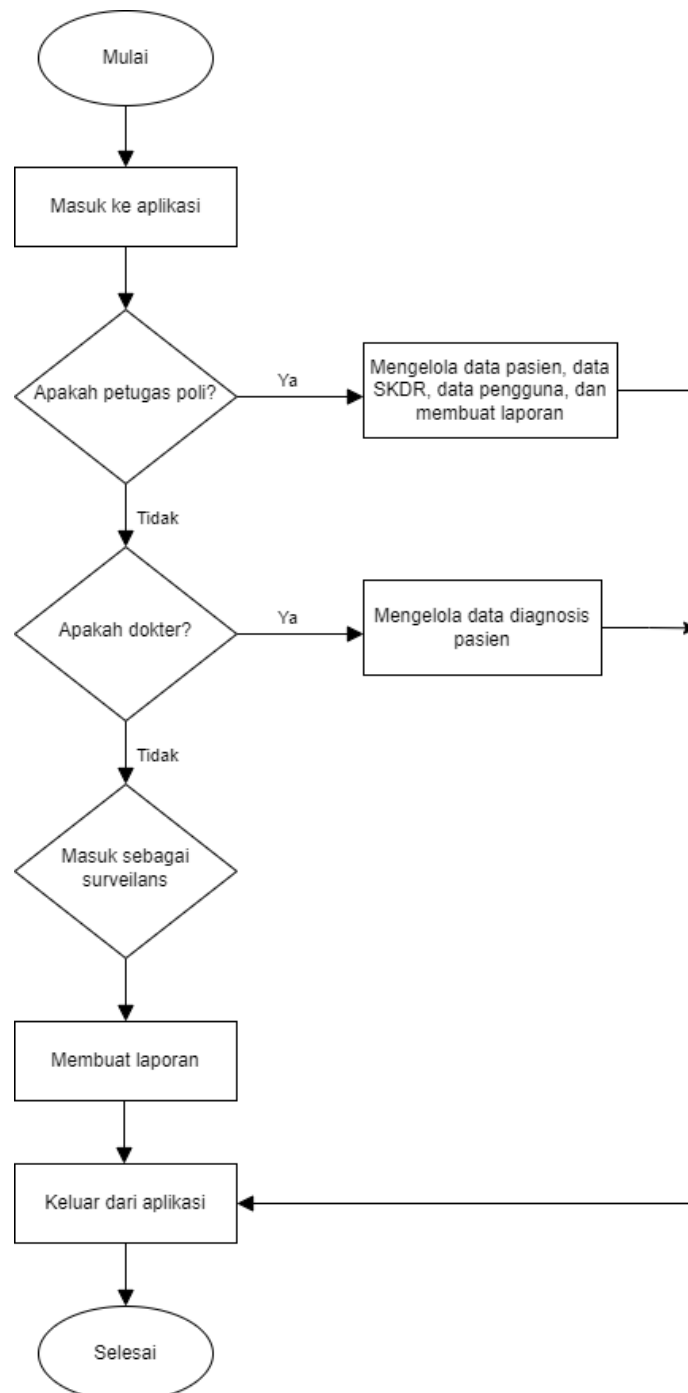 Mulai
Masuk ke aplikasi
Apakah petugas poli?
Ya
Mengelola data pasien, data
SKDR, data pengguna, dan
membuat laporan
Tidak
Apakah dokter?
Ya
Mengelola data diagnosis
pasien
Tidak
Masuk sebagai
surveilans
Membuat laporan
Keluar dari aplikasi
Selesai